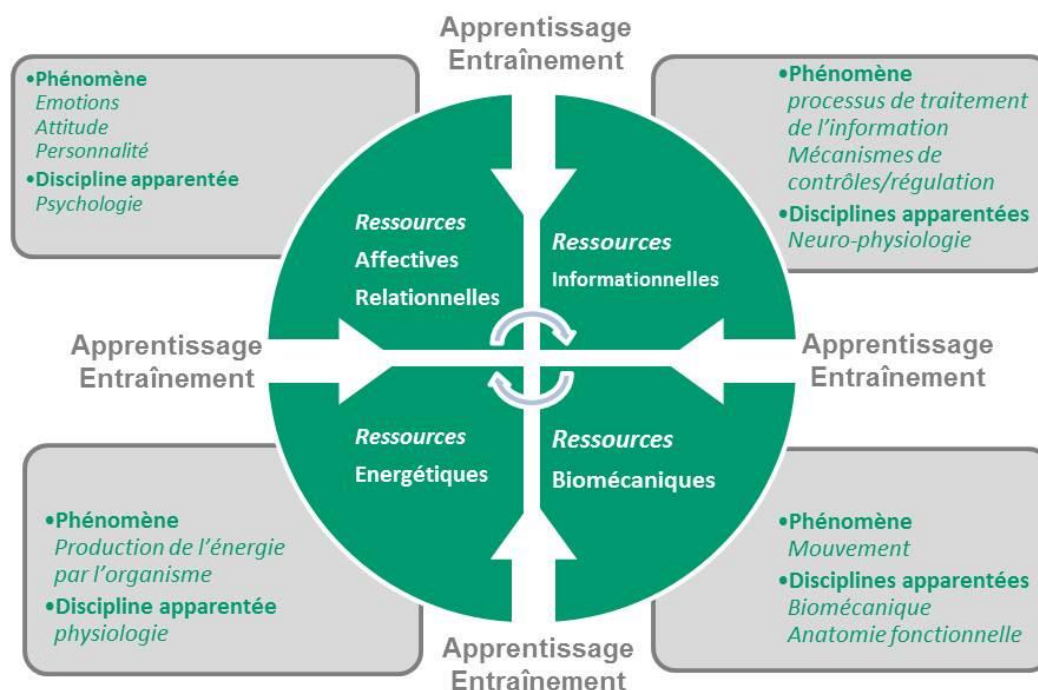 Apprentissage
Entraînement
•Phénomène
Emotions
Attitude
Personnalité
•Discipline apparentée
Psychologie
•Phénomène
processus de traitement
de l'information
Mécanismes de
contrôles/régulation
•Disciplines apparentées
Neuro-physiologie
Ressources
Affectives
Relationnelles
Ressources
Informationnelles
Apprentissage
Entraînement
Apprentissage
Entraînement
Ressources
Energétiques
Ressources
Biomécaniques
•Phénomène
Production de l'énergie
par l'organisme
•Discipline apparentée
physiologie
•Phénomène
Mouvement
•Disciplines apparentées
Biomécanique
Anatomie fonctionnelle
Apprentissage
Entraînement